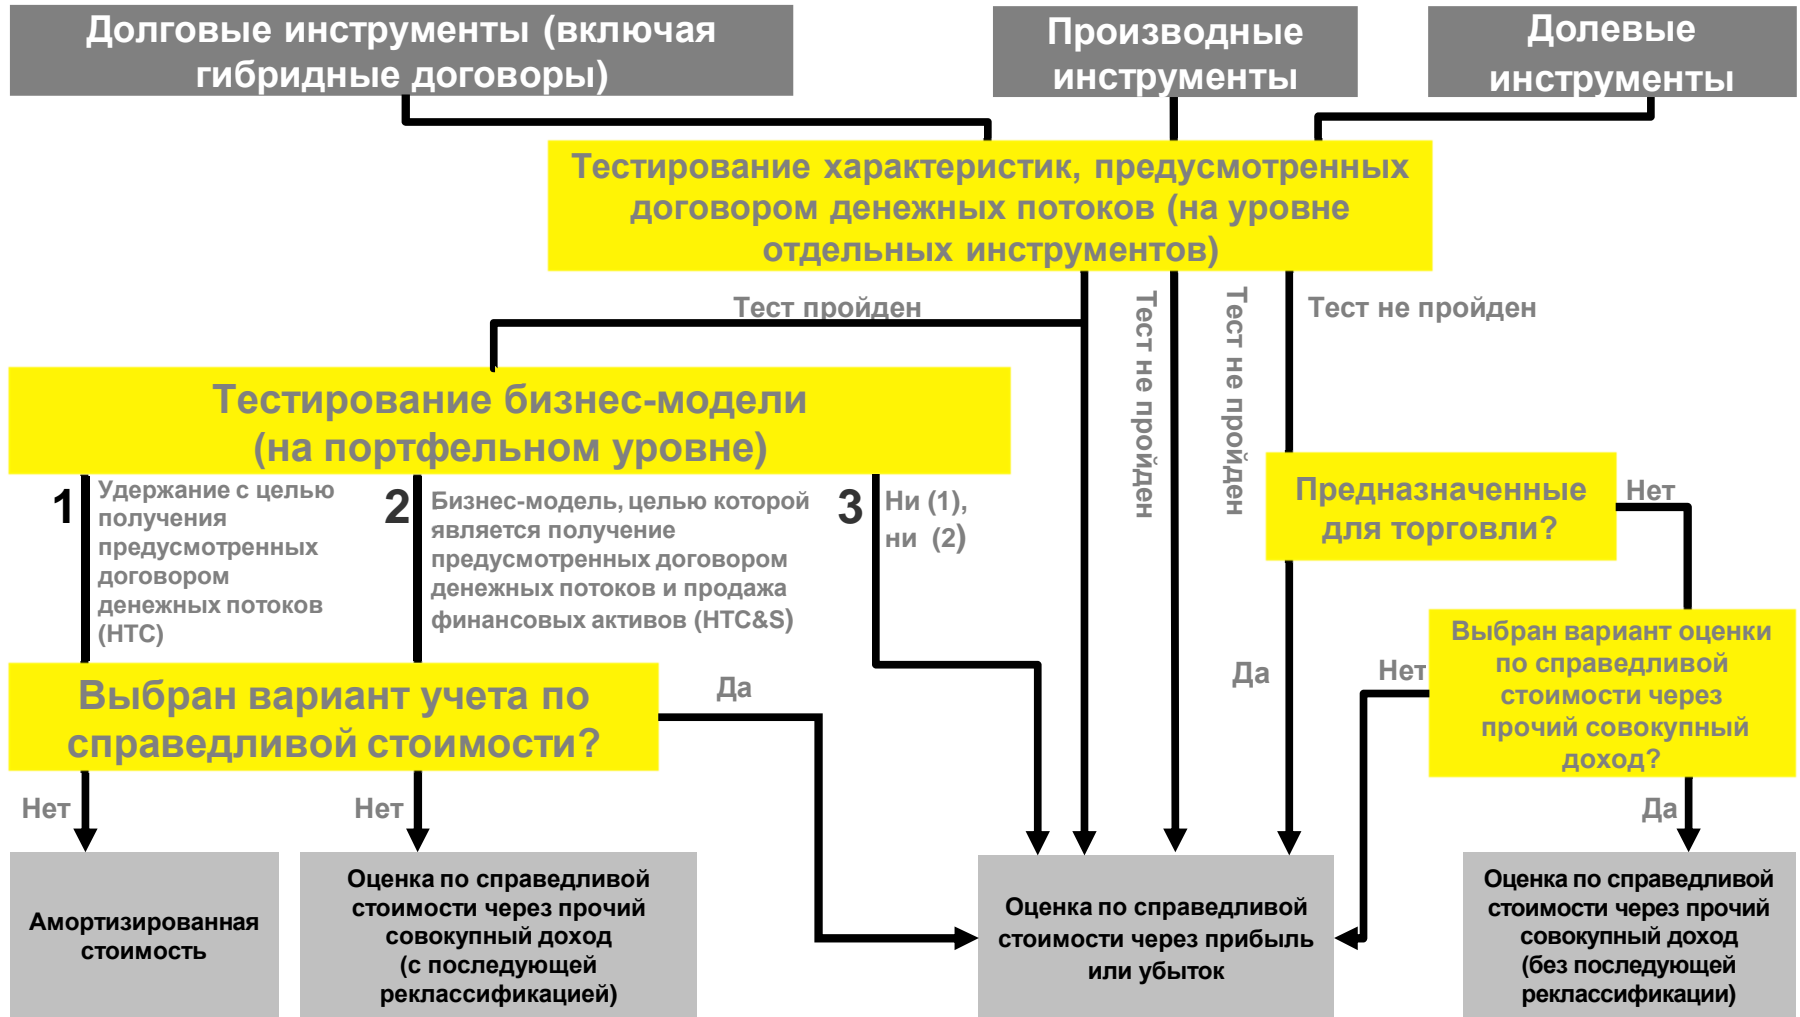 Долговые инструменты (включая
гибридные договоры)
Производные
инструменты
Долевые
инструменты
Тестирование характеристик, предусмотренных
договором денежных потоков (на уровне
отдельных инструментов)
Тест пройден
Тест не пройден
Тест не пройден
Тест не пройден
Тестирование бизнес-модели
(на портфельном уровне)
1
Удержание с целью
получения
предусмотренных
договором
денежных потоков
(HTC)
2
Бизнес-модель, целью которой
является получение
предусмотренных договором
денежных потоков и продажа
финансовых активов (HTC&S)
3
Ни (1),
ни (2)
Предназначенные
для торговли?
Нет
Выбран вариант учета по
справедливой стоимости?
Да
Да
Нет
Выбран вариант оценки
по справедливой
стоимости через
прочий совокупный
доход?
Нет
Нет
Да
Амортизированная
стоимость
Оценка по справедливой
стоимости через прочий
совокупный доход
(с последующей
реклассификацией)
Оценка по справедливой
стоимости через прибыль
или убыток
Оценка по справедливой
стоимости через прочий
совокупный доход
(без последующей
реклассификации)